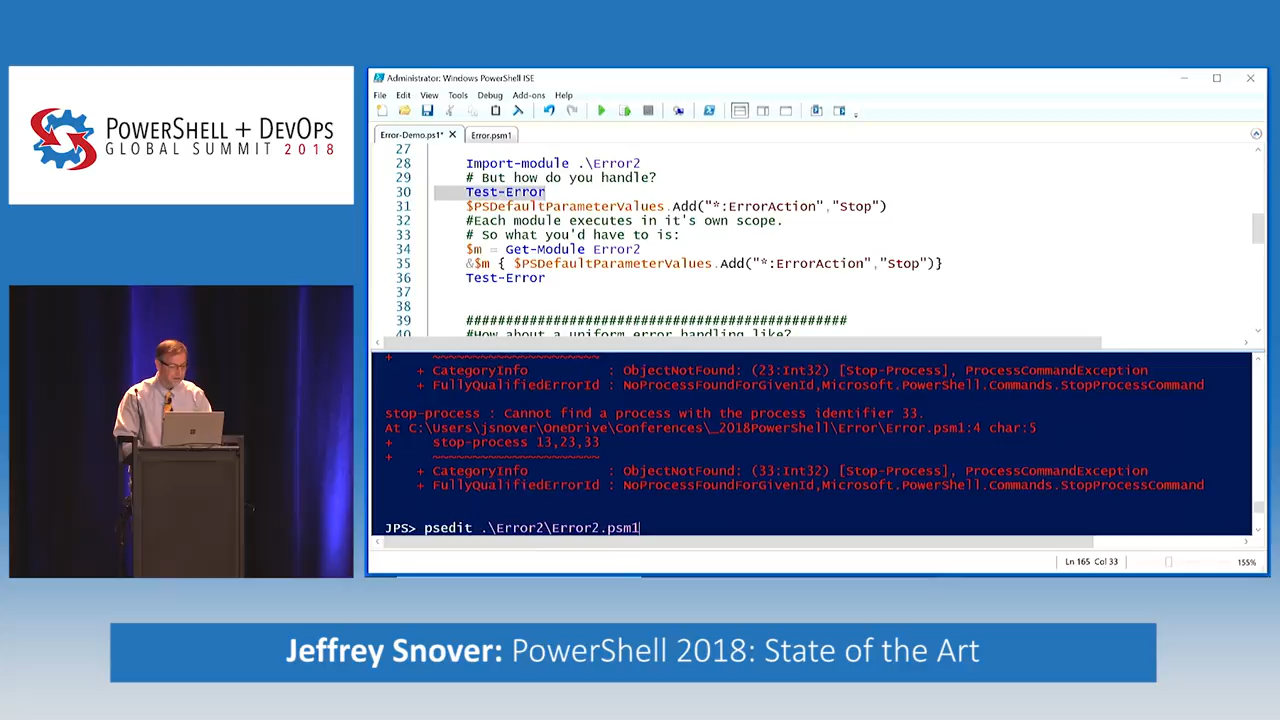 POWERSHELL + DEVOPS
GLOBAL SUMMIT 2018
Administrator: Windows PowerShell ISE
File Edit View Tools Debug Add-ons Help
Error-Demo.ps1* Error.psm1
27
28 Import-module .\Error2
29 # But how do you handle?
30 Test-Error
31 $PSDefaultParameterValues.Add("*:ErrorAction","Stop")
32 #Each module executes in it's own scope.
33 # So what you'd have to is:
34 $m = Get-Module Error2
35 &$m { $PSDefaultParameterValues.Add("*:ErrorAction","Stop")}
36 Test-Error
37
38
39 ################################################
40 #How about a uniform error handling like?
+ ~~~~~~~~~~~~~~~~~~~~~
+ CategoryInfo : ObjectNotFound: (23:Int32) [Stop-Process], ProcessCommandException
+ FullyQualifiedErrorId : NoProcessFoundForGivenId,Microsoft.PowerShell.Commands.StopProcessCommand
stop-process : Cannot find a process with the process identifier 33.
At C:\Users\jsnover\OneDrive\Conferences\_2018PowerShell\Error\Error.psm1:4 char:5
+ stop-process 13,23,33
+ ~~~~~~~~~~~~~~~~~~~~~
+ CategoryInfo : ObjectNotFound: (33:Int32) [Stop-Process], ProcessCommandException
+ FullyQualifiedErrorId : NoProcessFoundForGivenId,Microsoft.PowerShell.Commands.StopProcessCommand
JPS> psedit .\Error2\Error2.psm1
Ln 165 Col 33 155%
Jeffrey Snover: PowerShell 2018: State of the Art